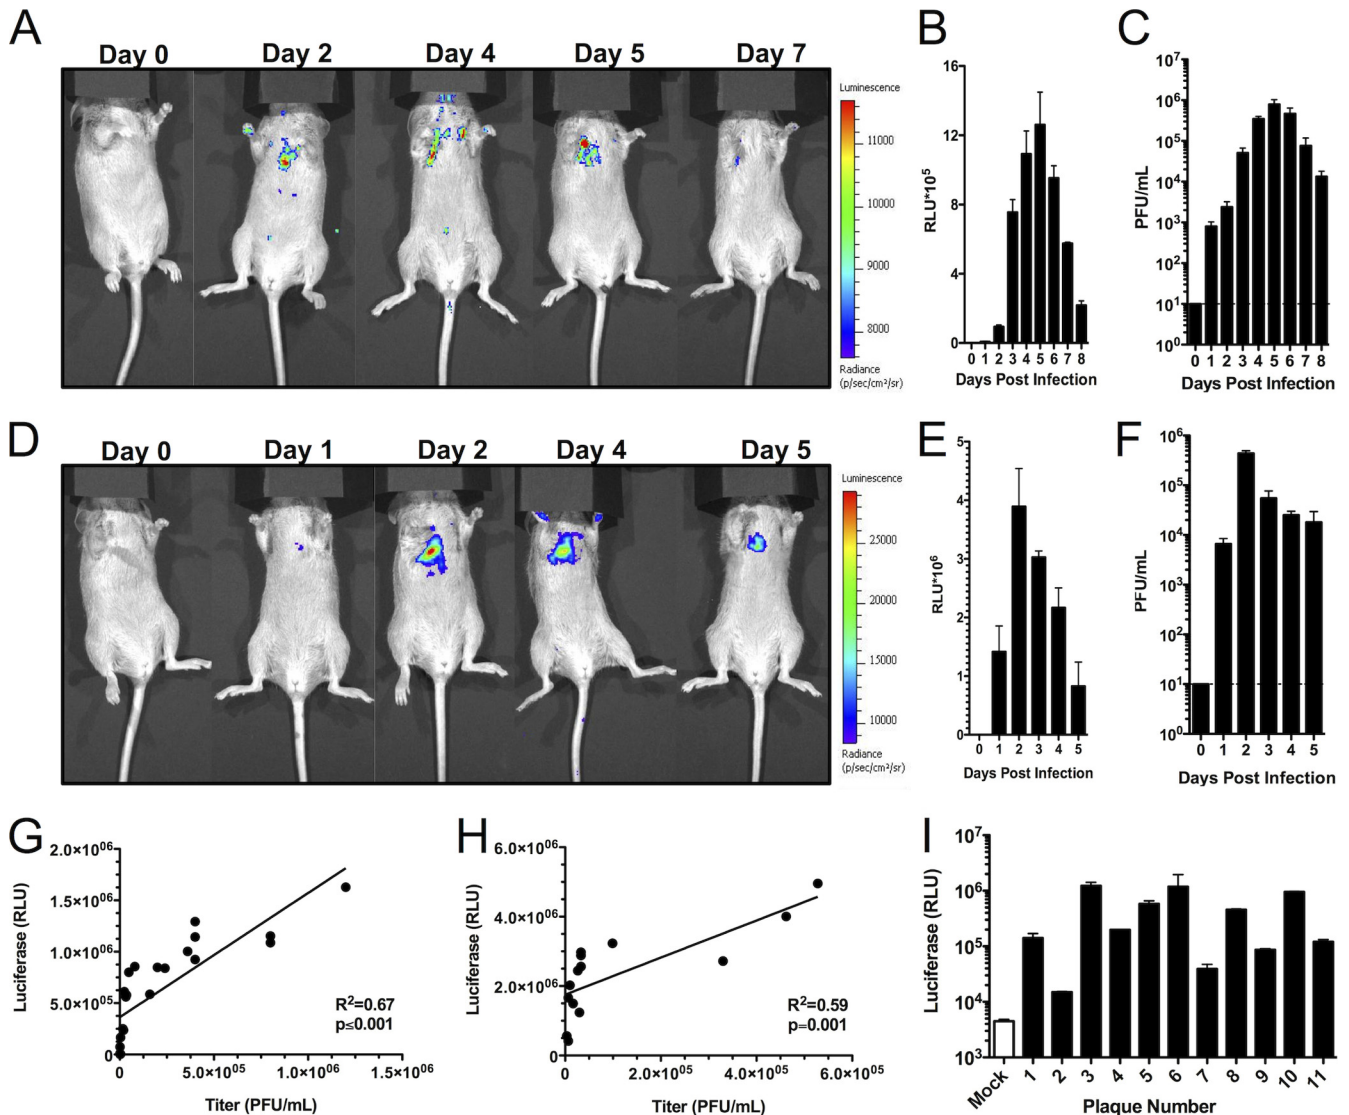 A
Day 0
Day 2
Day 4
Day 5
Day 7
Luminescence
11000
10000
9000
8000
Radiance
(p/sec/cm²/sr)
B
RLU*10⁵
16
12
8
4
0
0 1 2 3 4 5 6 7 8
Days Post Infection
C
PFU/mL
10⁷
10⁶
10⁵
10⁴
10³
10²
10¹
10⁰
0 1 2 3 4 5 6 7 8
Days Post Infection
D
Day 0
Day 1
Day 2
Day 4
Day 5
Luminescence
25000
20000
15000
10000
Radiance
(p/sec/cm²/sr)
E
RLU*10⁶
5
4
3
2
1
0
0 1 2 3 4 5
Days Post Infection
F
PFU/mL
10⁶
10⁵
10⁴
10³
10²
10¹
10⁰
0 1 2 3 4 5
Days Post Infection
G
Luciferase (RLU)
2.0×10⁰⁶
1.5×10⁰⁶
1.0×10⁰⁶
5.0×10⁰⁵
0
R²=0.67
p≤0.001
0 5.0×10⁰⁵ 1.0×10⁰⁶ 1.5×10⁰⁶
Titer (PFU/mL)
H
Luciferase (RLU)
6.0×10⁰⁶
4.0×10⁰⁶
2.0×10⁰⁶
0
R²=0.59
p=0.001
0 2.0×10⁰⁵ 4.0×10⁰⁵ 6.0×10⁰⁵
Titer (PFU/mL)
I
Luciferase (RLU)
10⁷
10⁶
10⁵
10⁴
10³
Mock 1 2 3 4 5 6 7 8 9 10 11
Plaque Number